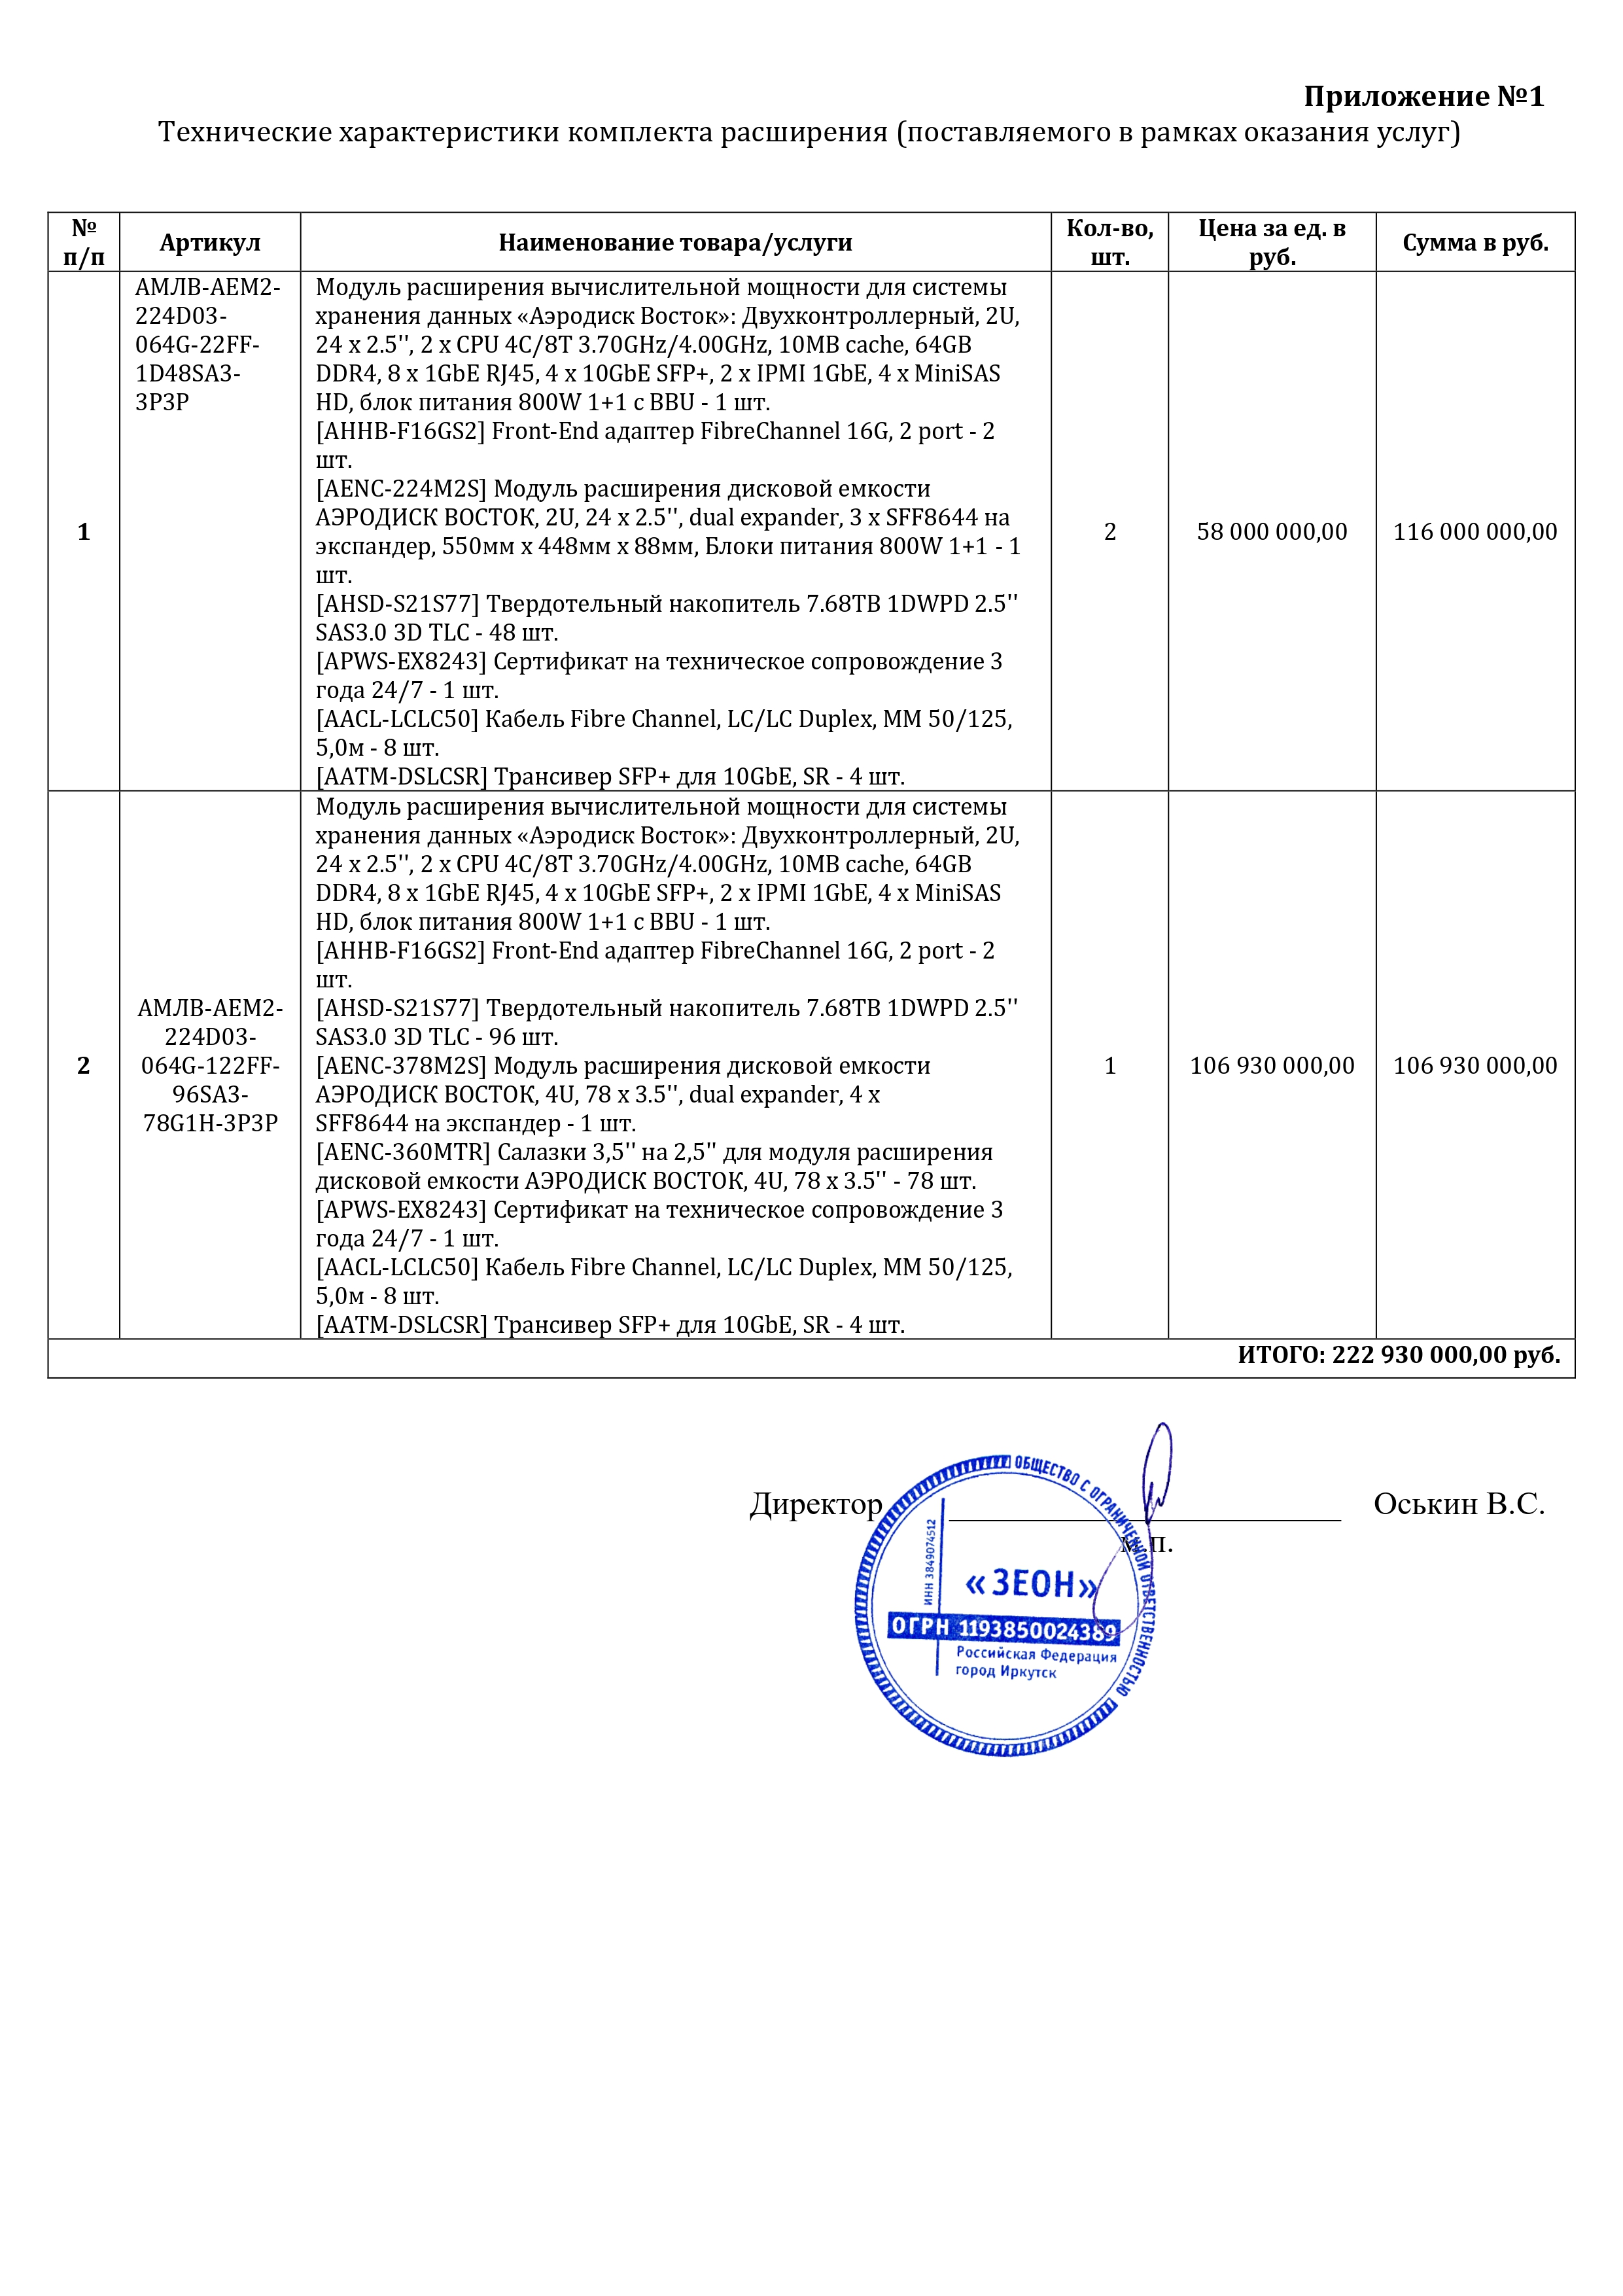 Приложение №1
Технические характеристики комплекта расширения (поставляемого в рамках оказания услуг)
№ п/п
Артикул
Наименование товара/услуги
Кол-во, шт.
Цена за ед. в руб.
Сумма в руб.
1
АМЛВ-АЕМ2-
224D03-
064G-22FF-
1D48SA3-
3P3P
Модуль расширения вычислительной мощности для системы
хранения данных «Аэродиск Восток»: Двухконтроллерный, 2U,
24 x 2.5'', 2 x CPU 4C/8T 3.70GHz/4.00GHz, 10MB cache, 64GB
DDR4, 8 x 1GbE RJ45, 4 x 10GbE SFP+, 2 x IPMI 1GbE, 4 x MiniSAS
HD, блок питания 800W 1+1 с BBU - 1 шт.
[AHHB-F16GS2] Front-End адаптер FibreChannel 16G, 2 port - 2
шт.
[AENC-224M2S] Модуль расширения дисковой емкости
АЭРОДИСК ВОСТОК, 2U, 24 x 2.5'', dual expander, 3 x SFF8644 на
экспандер, 550мм x 448мм x 88мм, Блоки питания 800W 1+1 - 1
шт.
[AHSD-S21S77] Твердотельный накопитель 7.68TB 1DWPD 2.5''
SAS3.0 3D TLC - 48 шт.
[APWS-EX8243] Сертификат на техническое сопровождение 3
года 24/7 - 1 шт.
[AACL-LCLC50] Кабель Fibre Channel, LC/LC Duplex, MM 50/125,
5,0м - 8 шт.
[AATM-DSLCSR] Трансивер SFP+ для 10GbE, SR - 4 шт.
2
58 000 000,00
116 000 000,00
2
АМЛВ-АЕМ2-
224D03-
064G-122FF-
96SA3-
78G1H-3P3P
Модуль расширения вычислительной мощности для системы
хранения данных «Аэродиск Восток»: Двухконтроллерный, 2U,
24 x 2.5'', 2 x CPU 4C/8T 3.70GHz/4.00GHz, 10MB cache, 64GB
DDR4, 8 x 1GbE RJ45, 4 x 10GbE SFP+, 2 x IPMI 1GbE, 4 x MiniSAS
HD, блок питания 800W 1+1 с BBU - 1 шт.
[AHHB-F16GS2] Front-End адаптер FibreChannel 16G, 2 port - 2
шт.
[AHSD-S21S77] Твердотельный накопитель 7.68TB 1DWPD 2.5''
SAS3.0 3D TLC - 96 шт.
[AENC-378M2S] Модуль расширения дисковой емкости
АЭРОДИСК ВОСТОК, 4U, 78 x 3.5'', dual expander, 4 x
SFF8644 на экспандер - 1 шт.
[AENC-360MTR] Салазки 3,5'' на 2,5'' для модуля расширения
дисковой емкости АЭРОДИСК ВОСТОК, 4U, 78 x 3.5'' - 78 шт.
[APWS-EX8243] Сертификат на техническое сопровождение 3
года 24/7 - 1 шт.
[AACL-LCLC50] Кабель Fibre Channel, LC/LC Duplex, MM 50/125,
5,0м - 8 шт.
[AATM-DSLCSR] Трансивер SFP+ для 10GbE, SR - 4 шт.
1
106 930 000,00
106 930 000,00
ИТОГО: 222 930 000,00 руб.
Директор
Оськин В.С.
м.п.
ОБЩЕСТВО С ОГРАНИЧЕННОЙ ОТВЕТСТВЕННОСТЬЮ
ИНН 3849074512
«ЗЕОН»
ОГРН 1193850024389
Российская Федерация
город Иркутск